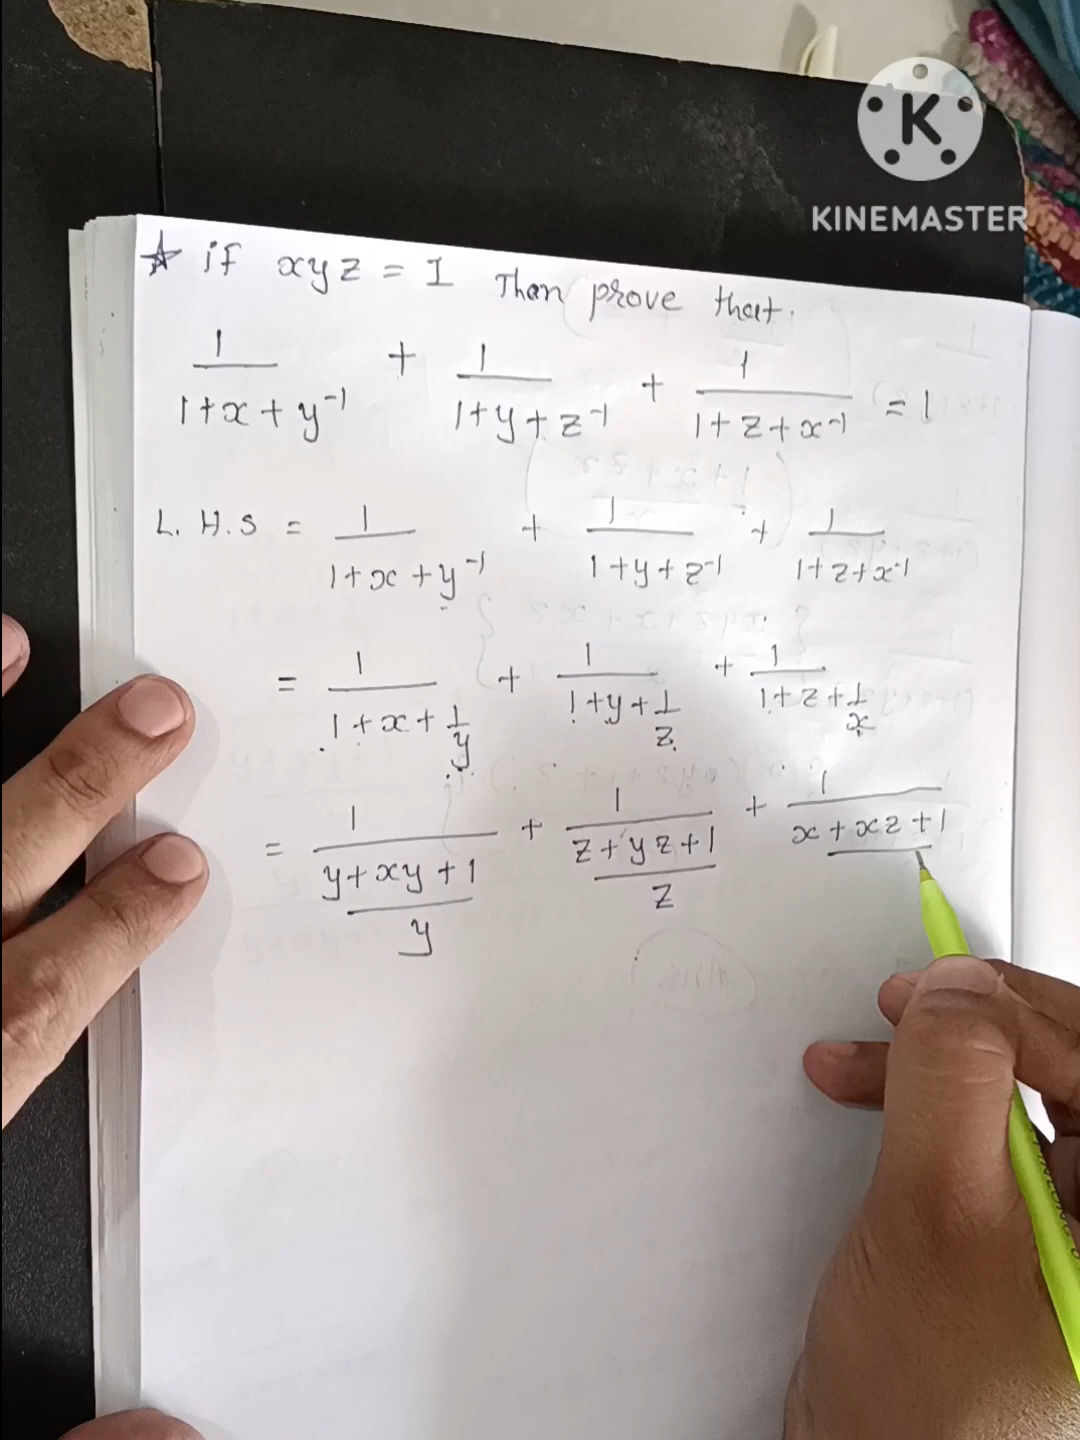 K
KINEMASTER
☆ if xyz = 1 Then prove that.
1/(1+x+y⁻¹) + 1/(1+y+z⁻¹) + 1/(1+z+x⁻¹) = 1
L. H. S = 1/(1+x+y⁻¹) + 1/(1+y+z⁻¹) + 1/(1+z+x⁻¹)
= 1/(1+x+1/y) + 1/(1+y+1/z) + 1/(1+z+1/x)
= 1/((y+xy+1)/y) + 1/((z+yz+1)/z) + 1/(x+xz+1)